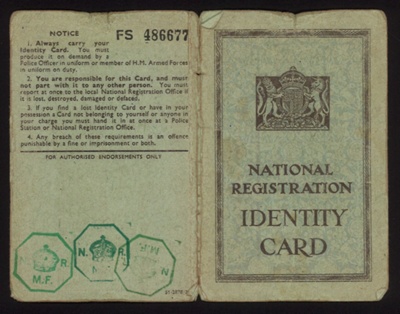 NOTICE
FS 486677
1. Always carry your
Identity Card. You must
produce it on demand by a
Police Officer in uniform or member of H.M. Armed Forces
in uniform on duty.
2. You are responsible for this Card, and must
not part with it to any other person. You must
report at once to the local National Registration Office if
it is lost, destroyed, damaged or defaced.
3. If you find a lost Identity Card or have in your
possession a Card not belonging to yourself or anyone in
your charge you must hand it in at once at a Police
Station or National Registration Office.
4. Any breach of these requirements is an offence
punishable by a fine or imprisonment or both.
FOR AUTHORISED ENDORSEMENTS ONLY
N. R.
M.F.
R.
M.F.
N
NATIONAL
REGISTRATION
IDENTITY
CARD